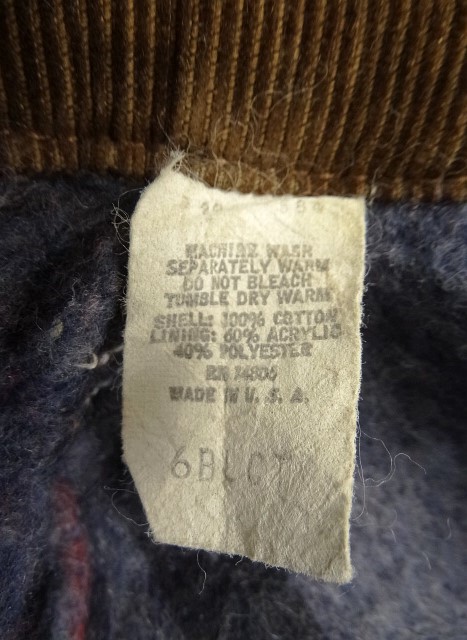 MACHINE WASH
SEPARATELY WARM
DO NOT BLEACH
TUMBLE DRY WARM
SHELL: 100% COTTON
LINING: 60% ACRYLIC
40% POLYESTER
RN 14806
MADE IN U. S. A.